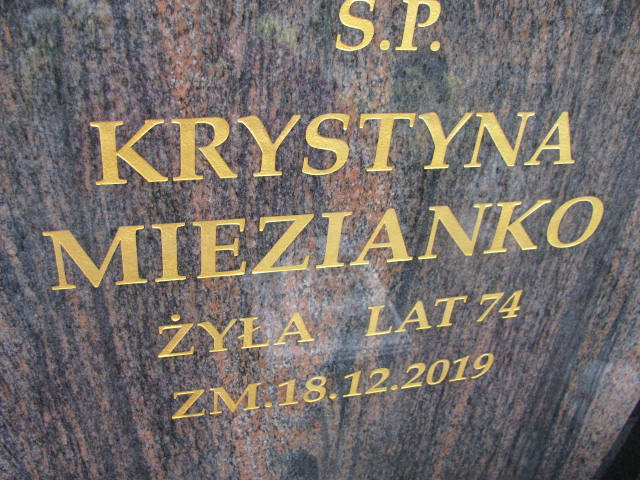 S.P.
KRYSTYNA
MIEZIANKO
ŻYŁA LAT 74
ZM.18.12.2019